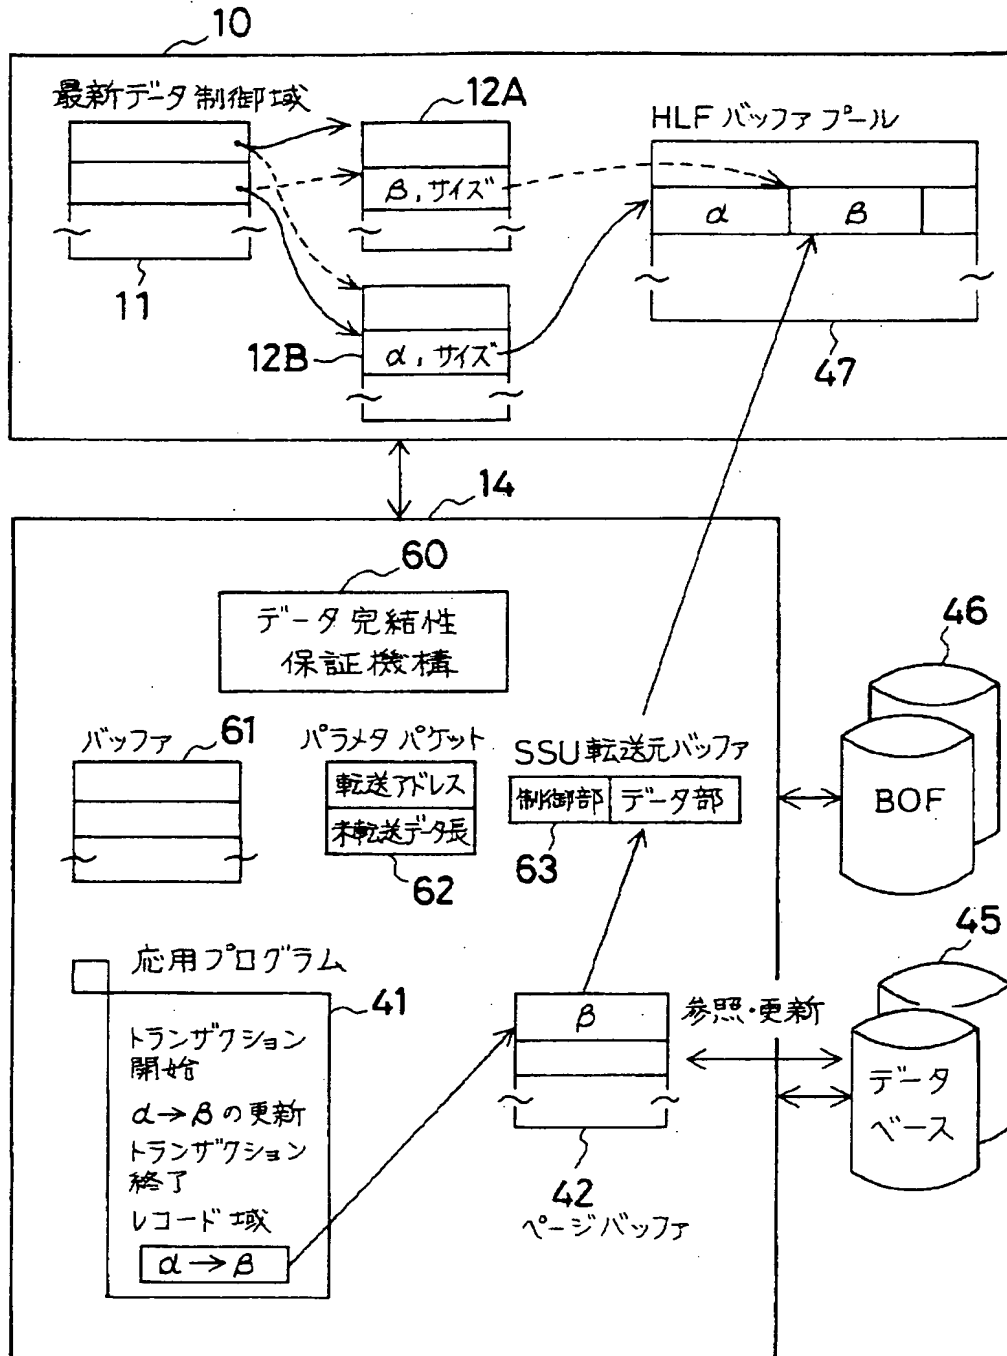 10
最新データ制御域
12A
HLF バッファ プール
β, サイズ
α
β
11
12B
α, サイズ
47
14
60
データ完結性
保証機構
46
バッファ
61
パラメタ パケット
SSU転送元バッファ
転送アドレス
制御部
データ部
BOF
未転送データ長
62
63
45
応用プログラム
41
トランザクション
開始
α→βの更新
トランザクション
終了
レコード域
α→β
β
参照・更新
データ
ベース
42
ページバッファ